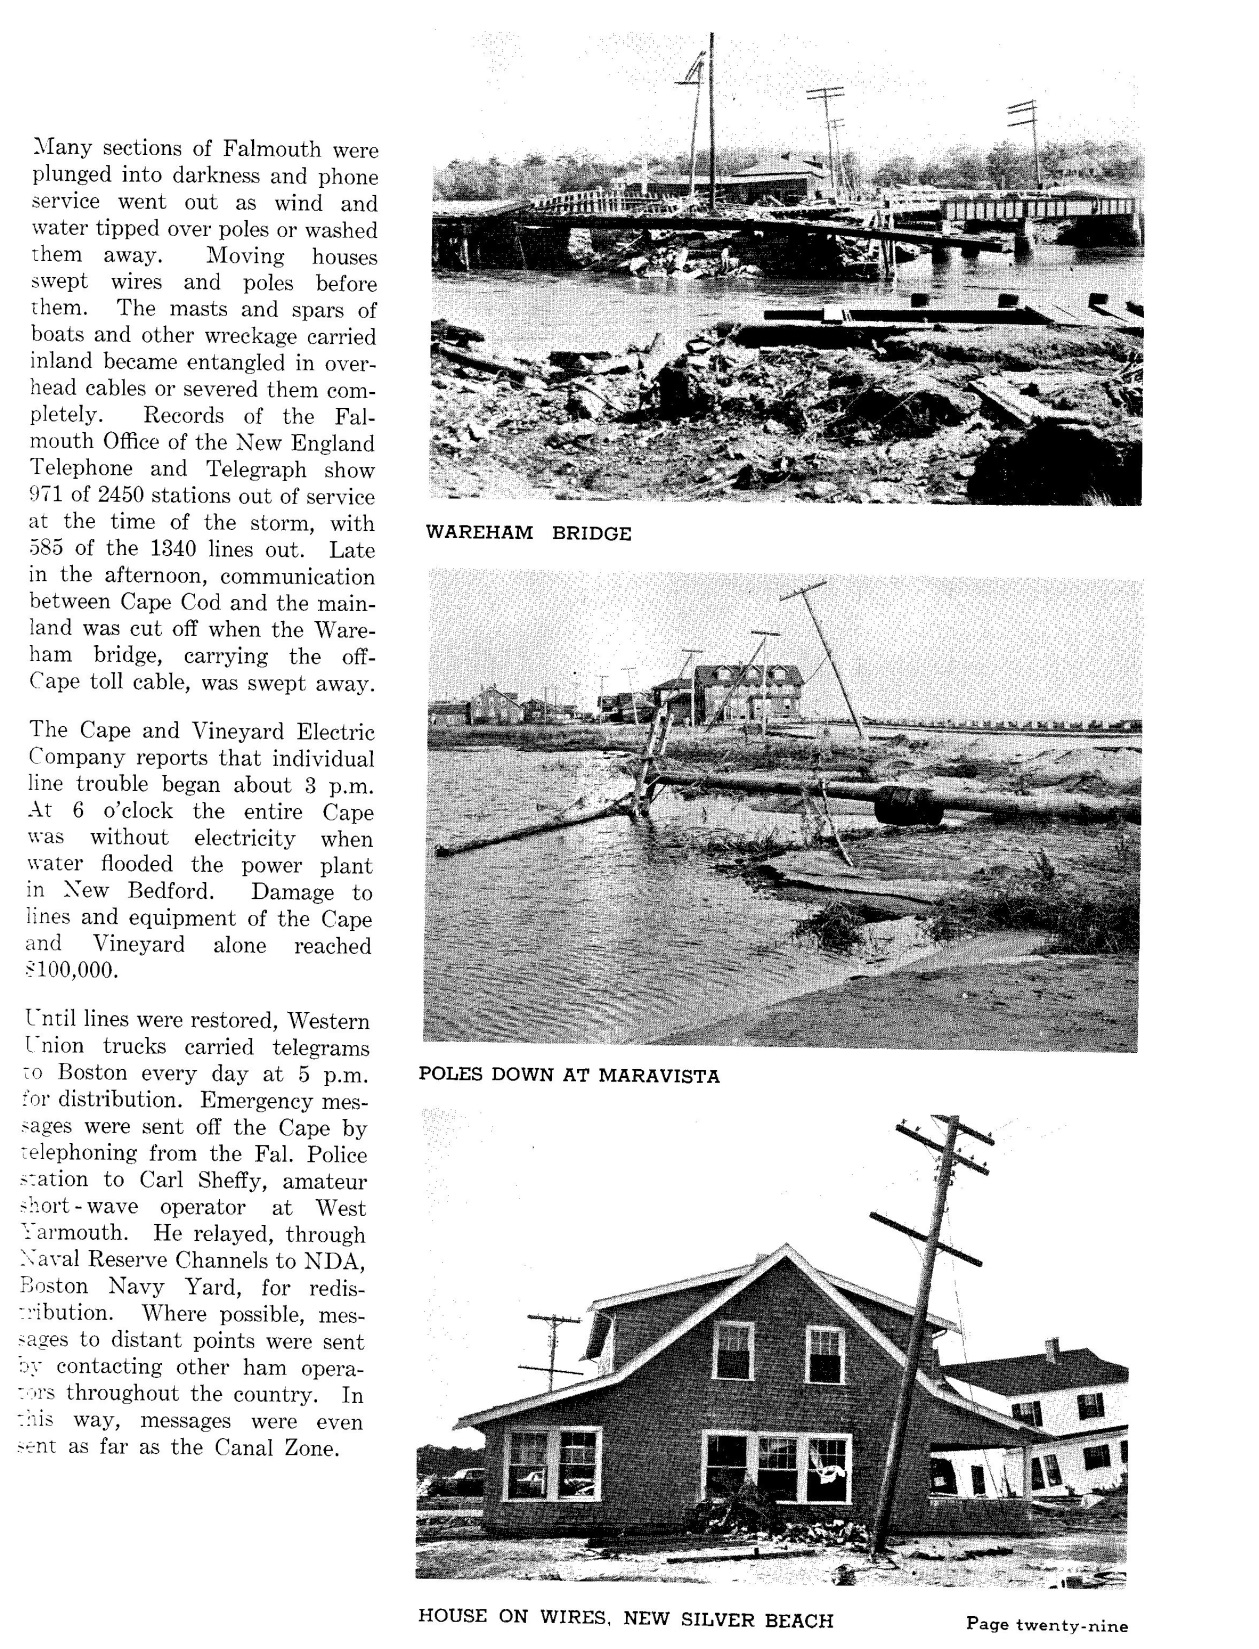 Many sections of Falmouth were
plunged into darkness and phone
service went out as wind and
water tipped over poles or washed
them away. Moving houses
swept wires and poles before
them. The masts and spars of
boats and other wreckage carried
inland became entangled in over-
head cables or severed them com-
pletely. Records of the Fal-
mouth Office of the New England
Telephone and Telegraph show
971 of 2450 stations out of service
at the time of the storm, with
585 of the 1340 lines out. Late
in the afternoon, communication
between Cape Cod and the main-
land was cut off when the Ware-
ham bridge, carrying the off-
Cape toll cable, was swept away.
The Cape and Vineyard Electric
Company reports that individual
line trouble began about 3 p.m.
At 6 o'clock the entire Cape
was without electricity when
water flooded the power plant
in New Bedford. Damage to
lines and equipment of the Cape
and Vineyard alone reached
$100,000.
Until lines were restored, Western
Union trucks carried telegrams
to Boston every day at 5 p.m.
for distribution. Emergency mes-
sages were sent off the Cape by
telephoning from the Fal. Police
station to Carl Sheffy, amateur
short-wave operator at West
Yarmouth. He relayed, through
Naval Reserve Channels to NDA,
Boston Navy Yard, for redis-
tribution. Where possible, mes-
sages to distant points were sent
by contacting other ham opera-
tors throughout the country. In
this way, messages were even
sent as far as the Canal Zone.
WAREHAM BRIDGE
POLES DOWN AT MARAVISTA
HOUSE ON WIRES, NEW SILVER BEACH
Page twenty-nine